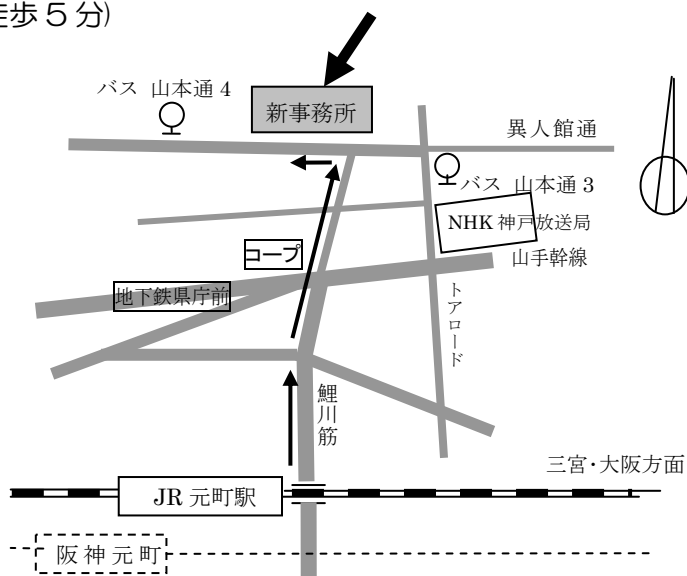 徒歩５分)
バス 山本通 4
新事務所
異人館通
バス 山本通 3
NHK 神戸放送局
コープ
山手幹線
地下鉄県庁前
トアロード
鯉川筋
三宮･大阪方面
JR 元町駅
阪神元町